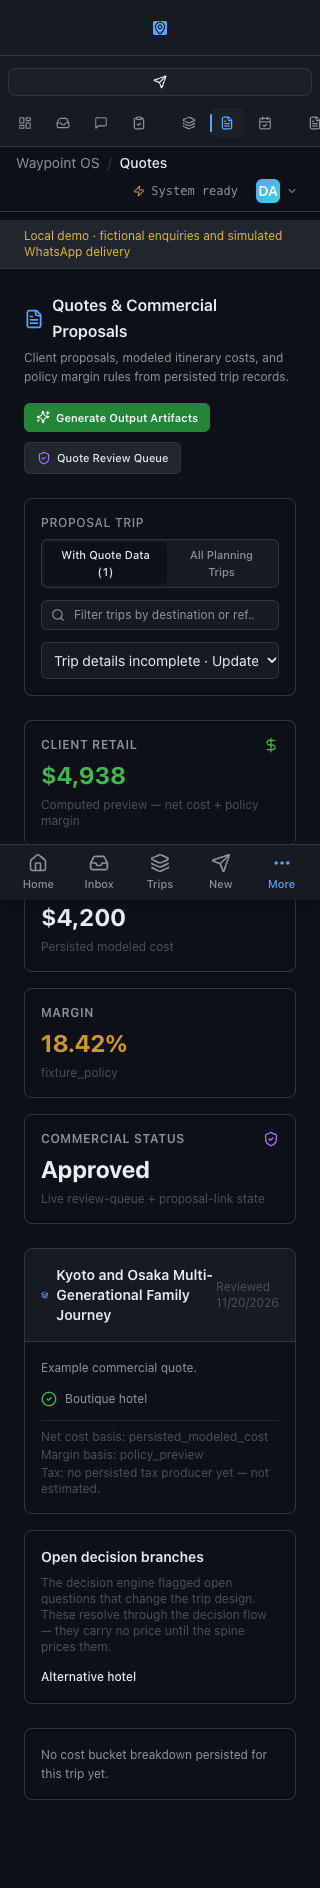 Waypoint OS / Quotes
System ready
DA
Local demo · fictional enquiries and simulated
WhatsApp delivery
Quotes & Commercial
Proposals
Client proposals, modeled itinerary costs, and
policy margin rules from persisted trip records.
Generate Output Artifacts
Quote Review Queue
PROPOSAL TRIP
With Quote Data
(1)
All Planning
Trips
Filter trips by destination or ref..
Trip details incomplete · Update
CLIENT RETAIL
$4,938
Computed preview — net cost + policy
margin
Home
Inbox
Trips
New
More
$4,200
Persisted modeled cost
MARGIN
18.42%
fixture_policy
COMMERCIAL STATUS
Approved
Live review-queue + proposal-link state
Kyoto and Osaka Multi-
Generational Family
Journey
Reviewed
11/20/2026
Example commercial quote.
Boutique hotel
Net cost basis: persisted_modeled_cost
Margin basis: policy_preview
Tax: no persisted tax producer yet — not
estimated.
Open decision branches
The decision engine flagged open
questions that change the trip design.
These resolve through the decision flow
— they carry no price until the spine
prices them.
Alternative hotel
No cost bucket breakdown persisted for
this trip yet.